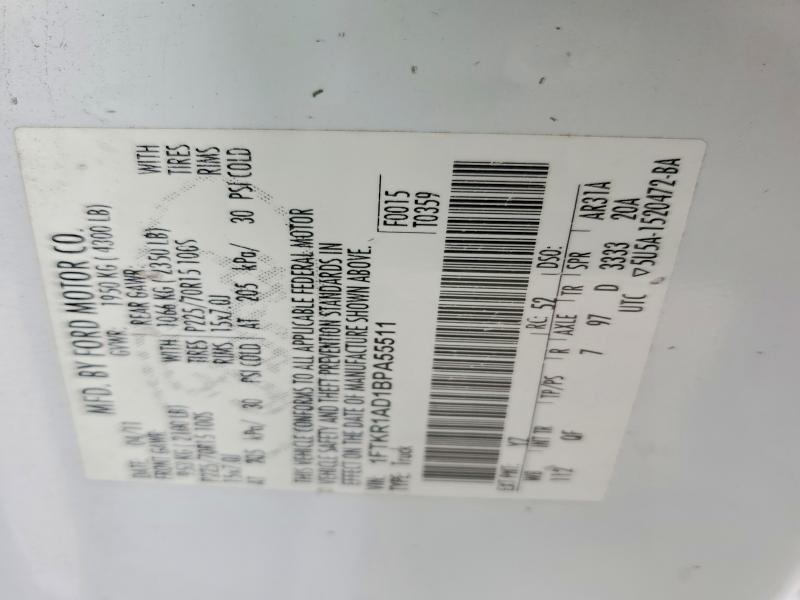 MFD. BY FORD MOTOR CO.
DATE: 04/11 GVWR: 1950 KG ( 4300 LB)
FRONT GAWR: REAR GAWR:
953 KG ( 2100 LB) WITH 1066 KG ( 2350 LB) WITH
P225/70R15 100S TIRES P225/70R15 100S TIRES
15x7.0J RIMS 15x7.0J RIMS
AT 205 kPa/ 30 PSI COLD AT 205 kPa/ 30 PSI COLD
THIS VEHICLE CONFORMS TO ALL APPLICABLE FEDERAL MOTOR
VEHICLE SAFETY AND THEFT PREVENTION STANDARDS IN
EFFECT ON THE DATE OF MANUFACTURE SHOWN ABOVE.
VIN: 1FTKR1AD1BPA55511 F0015
TYPE: Truck T0359
EXT PNT: YZ RC: 52 DSO:
WB INT TR TP/PS R AXLE TR SPR AR31A
112 QF 7 97 D 3333 20A
UTC ▽5U5A-1520472-BA